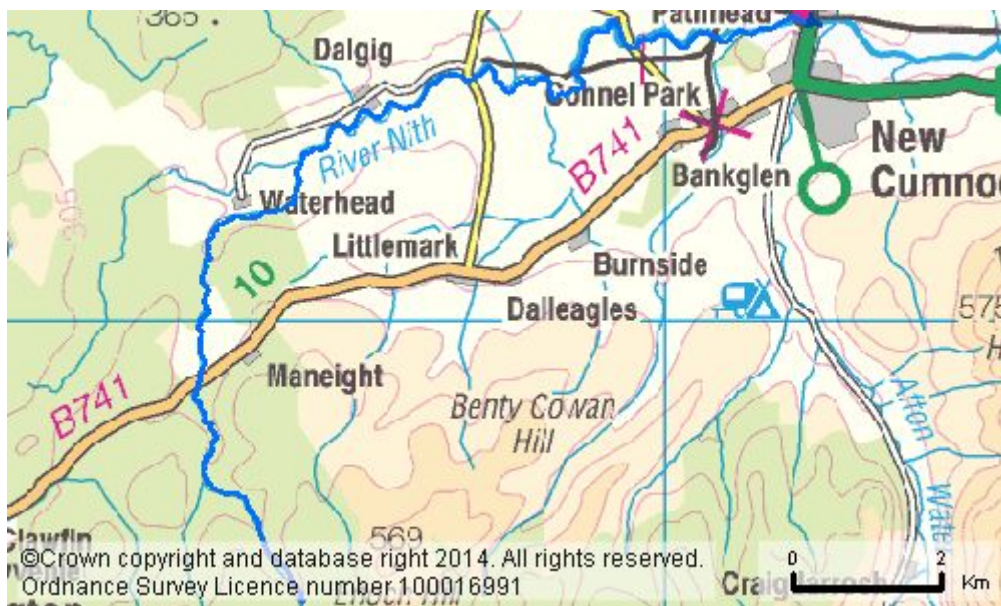 365
Pathhead
Dalgig
Connel Park
New
River Nith
B741
Bankglen
Waterhead
305
Littlemark
Burnside
10
Dalleagles
Maneight
B741
Benty Cowan
Hill
Afton
Water
569
©Crown copyright and database right 2014. All rights reserved.
Ordnance Survey Licence number 100016991
0
2
Km